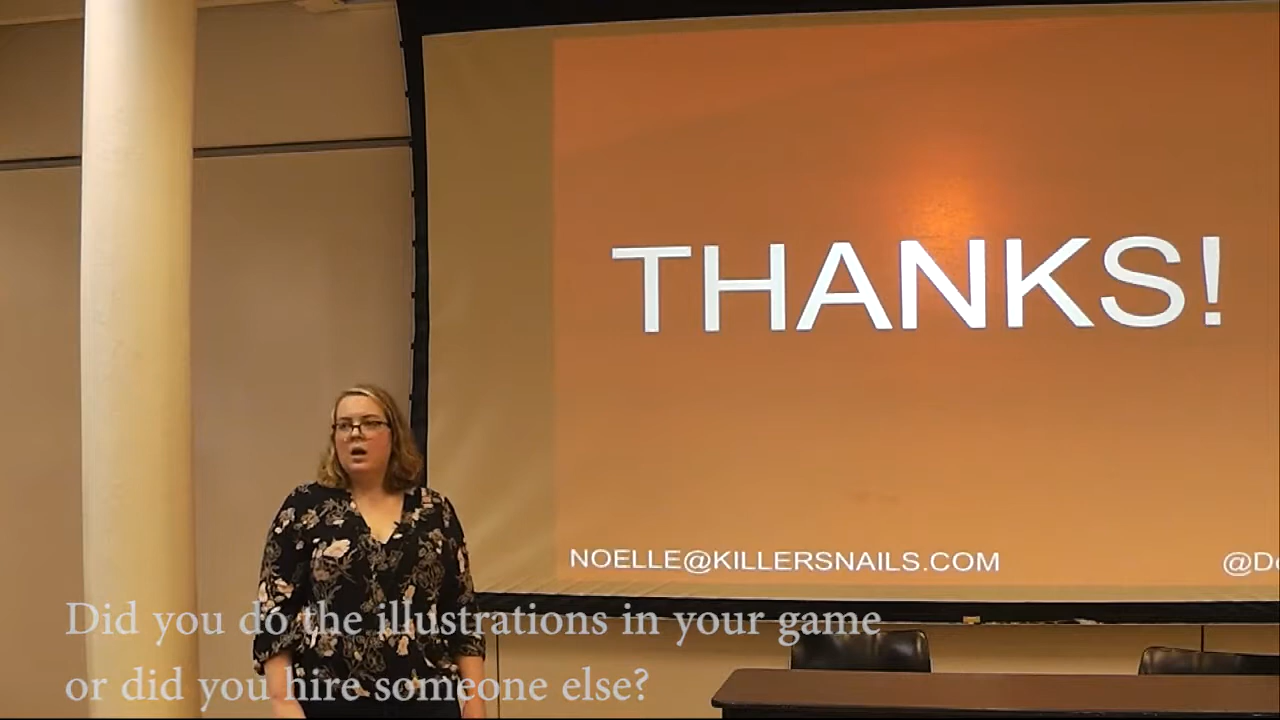 THANKS!
NOELLE@KILLERSNAILS.COM
@D
Did you do the illustrations in your game
or did you hire someone else?